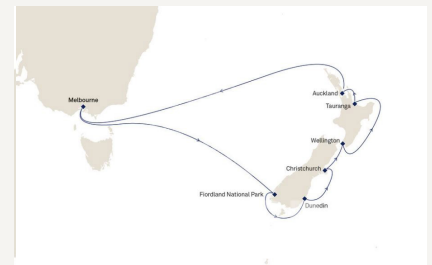 Melbourne
Auckland
Tauranga
Wellington
Christchurch
Fiordland National Park
Dunedin